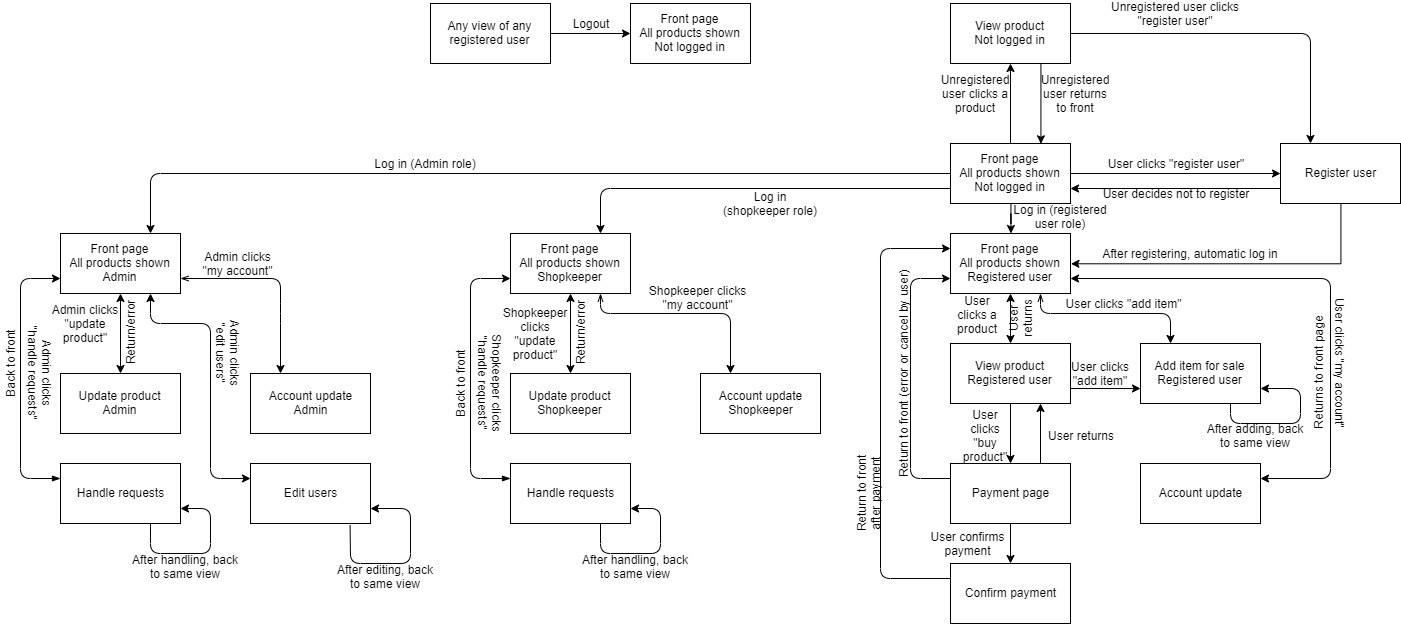 Any view of any
registered user
Logout
Front page
All products shown
Not logged in
View product
Not logged in
Unregistered user clicks
"register user"
Unregistered
user clicks a
product
Unregistered
user returns
to front
Log in (Admin role)
Front page
All products shown
Not logged in
User clicks "register user"
User decides not to register
Register user
Log in
(shopkeeper role)
Log in (registered
user role)
After registering, automatic log in
Front page
All products shown
Admin
Admin clicks
"my account"
Back to front
Admin clicks
"handle requests"
Admin clicks
"update
product"
Return/error
Admin clicks
"edit users"
Update product
Admin
Account update
Admin
Handle requests
Edit users
After handling, back
to same view
After editing, back
to same view
Front page
All products shown
Shopkeeper
Shopkeeper clicks
"my account"
Back to front
Shopkeeper clicks
"handle requests"
Shopkeeper
clicks
"update
product"
Return/error
Update product
Shopkeeper
Account update
Shopkeeper
Handle requests
After handling, back
to same view
Front page
All products shown
Registered user
Return to front
after payment
Return to front (error or cancel by user)
User
clicks a
product
User
returns
User clicks "add item"
View product
Registered user
User clicks
"add item"
Add item for sale
Registered user
After adding, back
to same view
Returns to front page
User clicks "my account"
User
clicks
"buy
product"
User returns
Payment page
Account update
User confirms
payment
Confirm payment